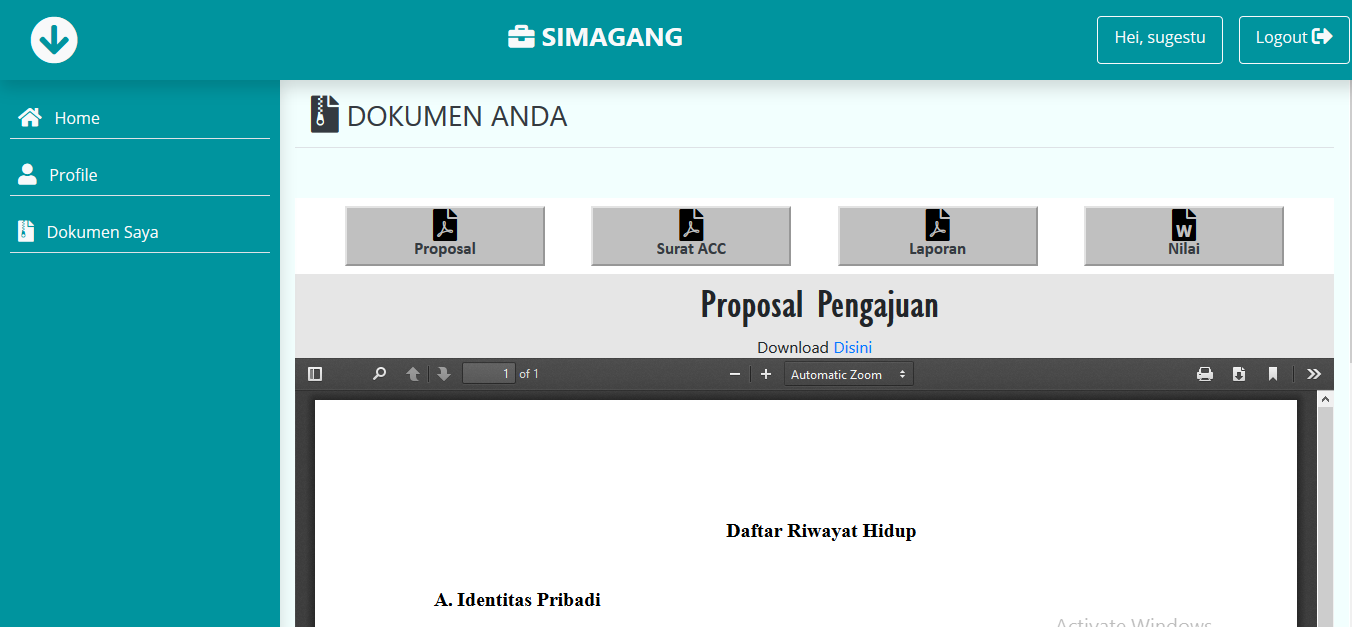 SIMAGANG
Hei, sugestu
Logout
Home
Profile
Dokumen Saya
DOKUMEN ANDA
Proposal
Surat ACC
Laporan
W
Nilai
Proposal Pengajuan
Download Disini
1 of 1
Automatic Zoom
Daftar Riwayat Hidup
A. Identitas Pribadi
Activate Windows